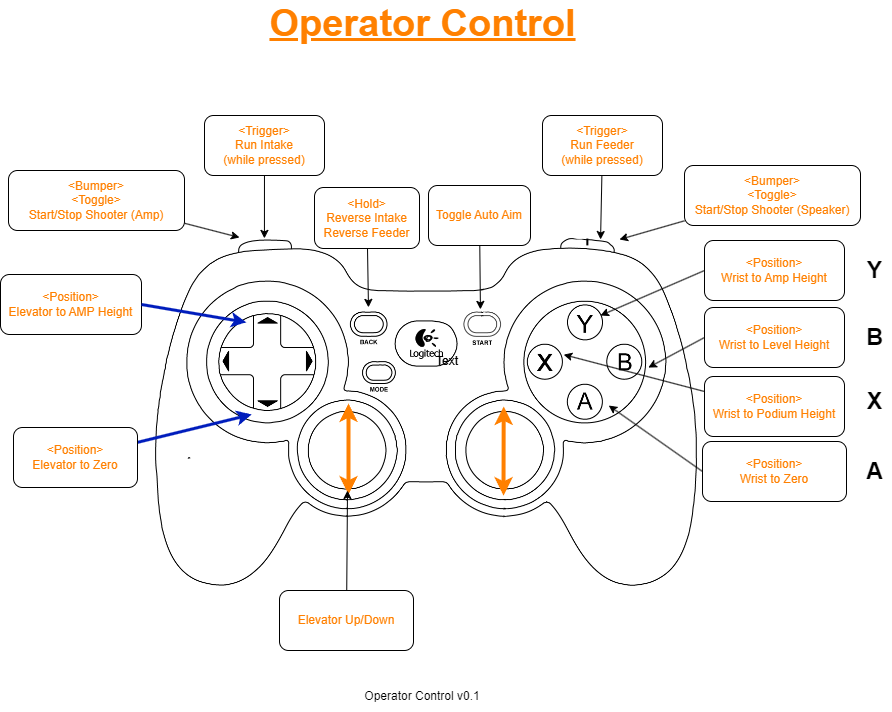 Operator Control
<Trigger>
Run Intake
(while pressed)
<Trigger>
Run Feeder
(while pressed)
<Bumper>
<Toggle>
Start/Stop Shooter (Amp)
<Hold>
Reverse Intake
Reverse Feeder
Toggle Auto Aim
<Bumper>
<Toggle>
Start/Stop Shooter (Speaker)
<Position>
Elevator to AMP Height
<Position>
Wrist to Amp Height
Y
<Position>
Wrist to Level Height
B
<Position>
Wrist to Podium Height
X
<Position>
Wrist to Zero
A
<Position>
Elevator to Zero
BACK
START
Logitech
Text
MODE
Y
X
B
A
Elevator Up/Down
Operator Control v0.1